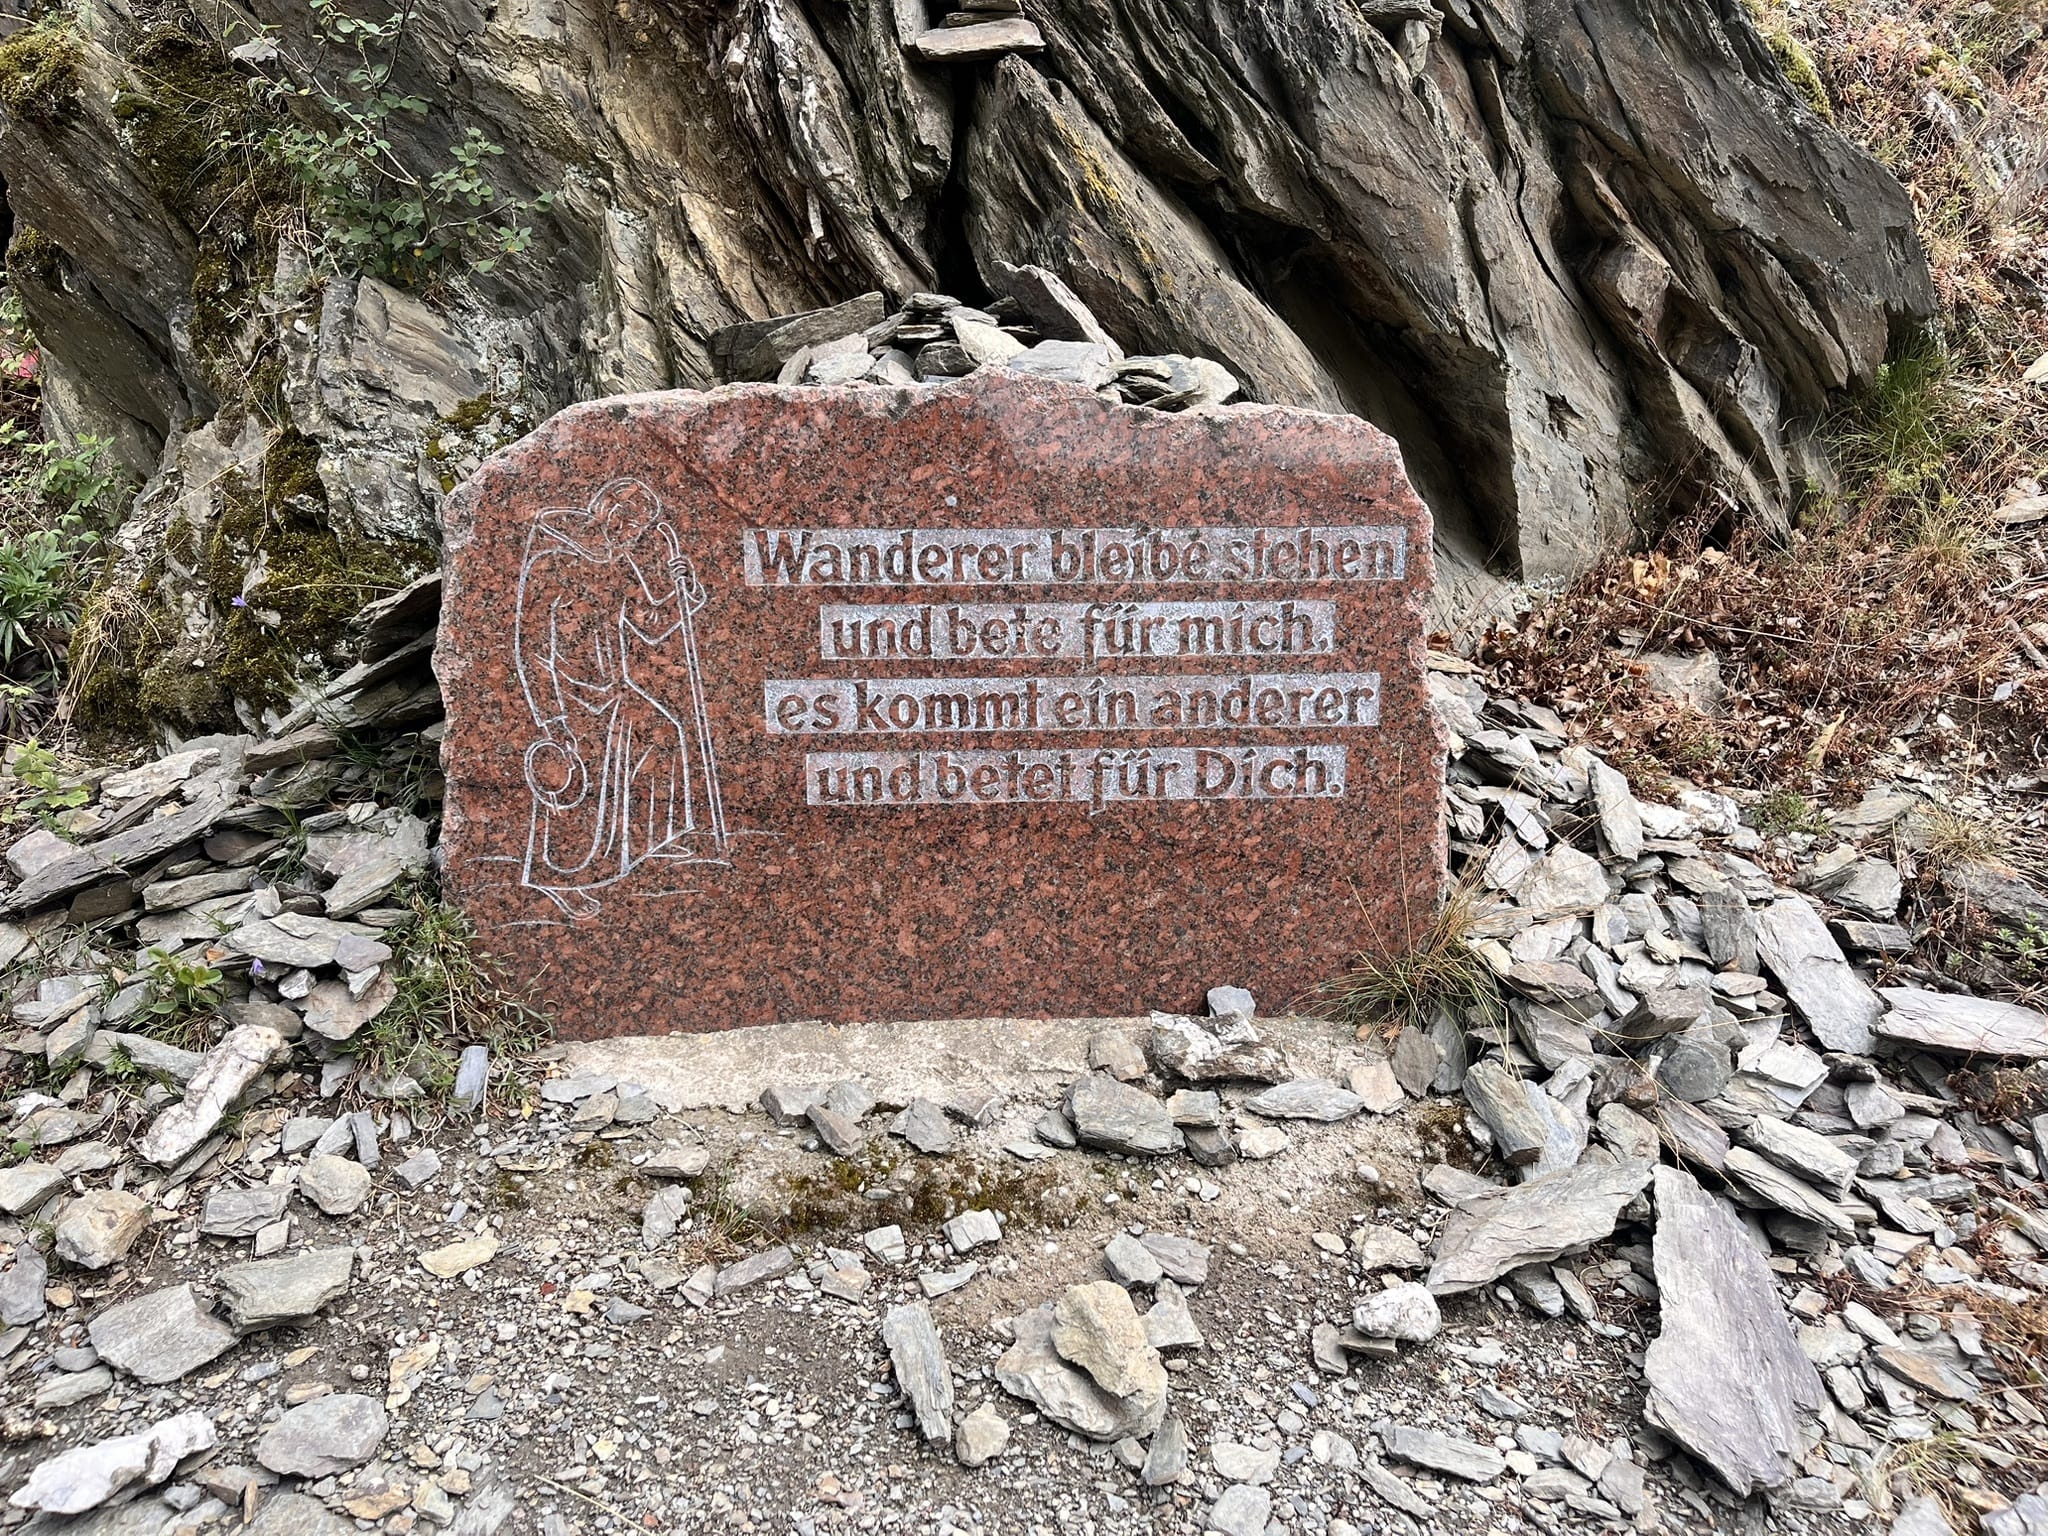 Wanderer bleibe stehen
und bete für mich.
es kommt ein anderer
und betet für Dich.